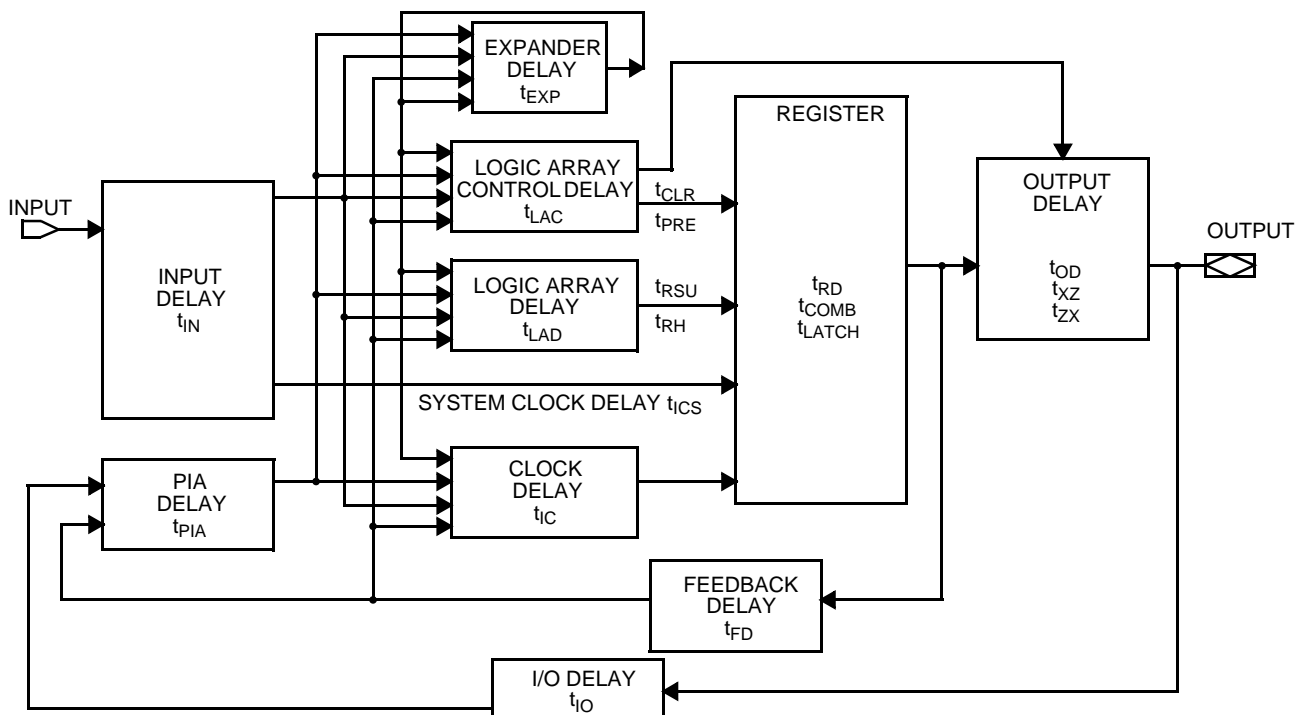 EXPANDER
DELAY
tEXP
REGISTER
LOGIC ARRAY
CONTROL DELAY
tLAC
tCLR
tPRE
OUTPUT
DELAY
INPUT
OUTPUT
INPUT
DELAY
tIN
LOGIC ARRAY
DELAY
tLAD
tRSU
tRH
tRD
tCOMB
tLATCH
tOD
tXZ
tZX
SYSTEM CLOCK DELAY tICS
PIA
DELAY
tPIA
CLOCK
DELAY
tIC
FEEDBACK
DELAY
tFD
I/O DELAY
tIO